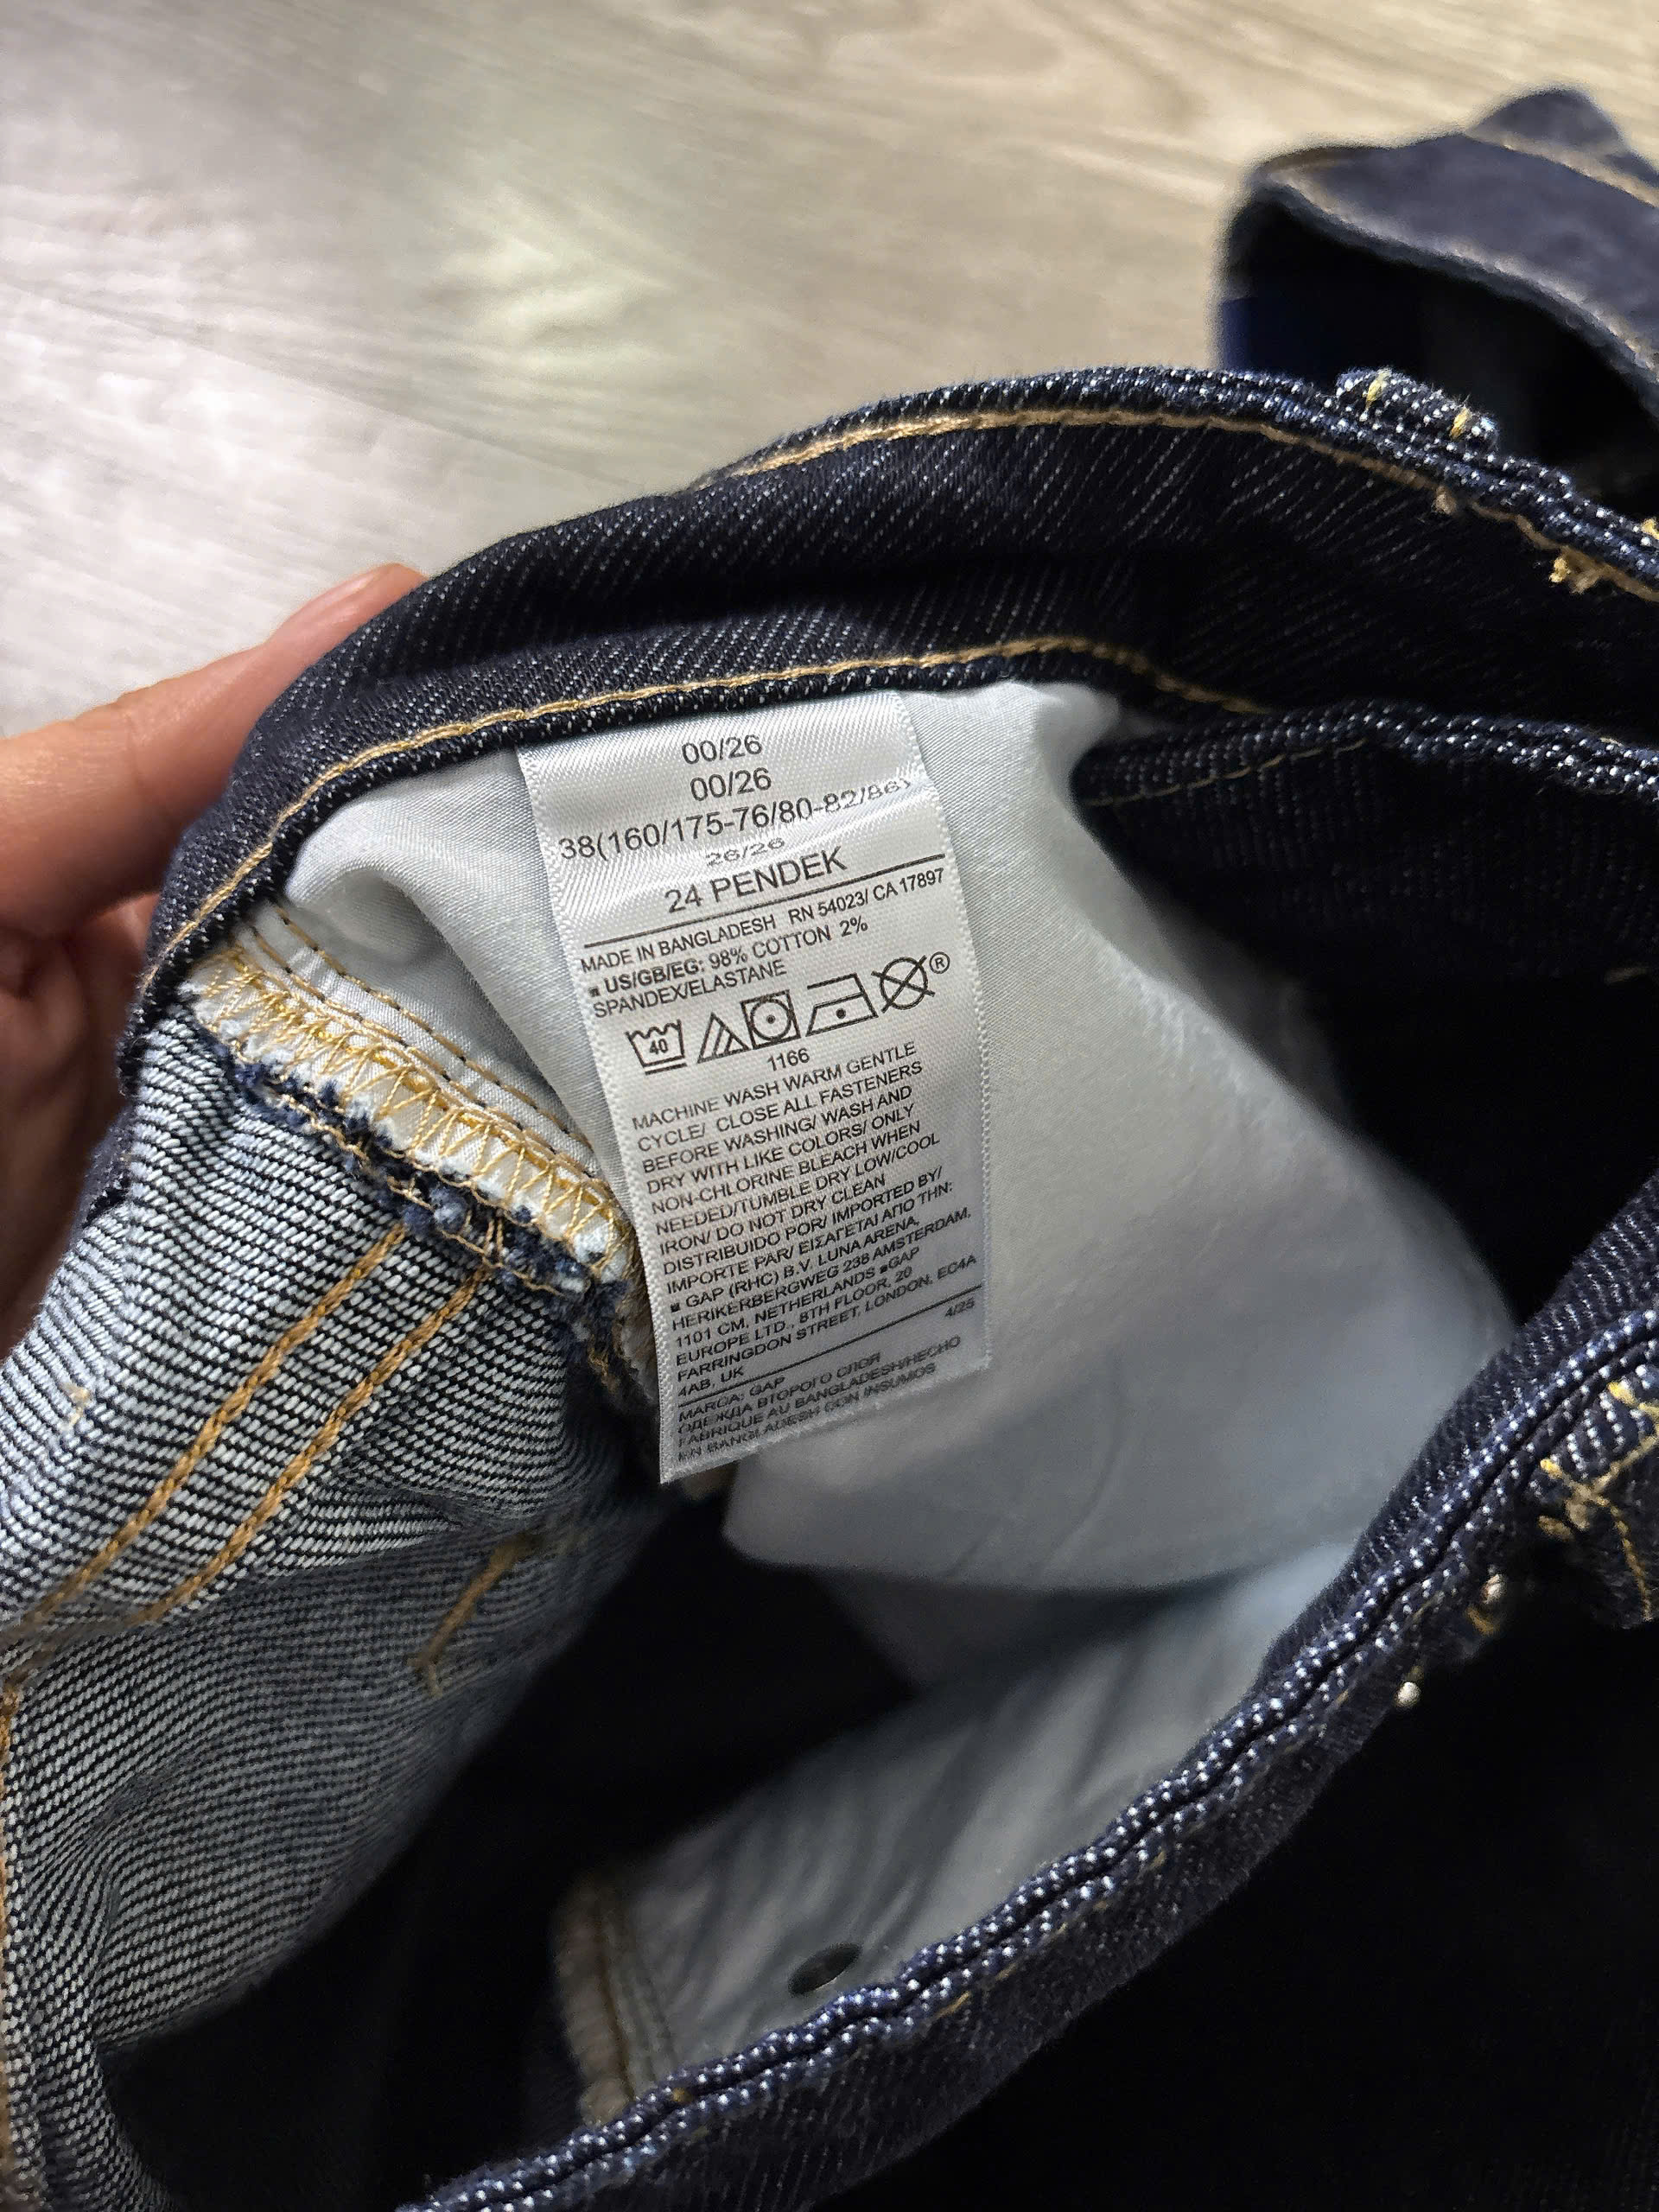 00/26
00/26
38(160/175-76/80-82/86)
26/26
24 PENDEK
MADE IN BANGLADESH RN 54023/ CA 17897
■ US/GB/EG: 98% COTTON 2%
SPANDEX/ELASTANE
40 ®
1166
MACHINE WASH WARM GENTLE
CYCLE/ CLOSE ALL FASTENERS
BEFORE WASHING/ WASH AND
DRY WITH LIKE COLORS/ ONLY
NON-CHLORINE BLEACH WHEN
NEEDED/TUMBLE DRY LOW/COOL
IRON/ DO NOT DRY CLEAN
DISTRIBUIDO POR/ IMPORTED BY/
IMPORTE PAR/ ΕΙΣΑΓΕΤΑΙ ΑΠΟ ΤΗΝ:
■ GAP (RHC) B.V. LUNA ARENA,
HERIKERBERGWEG 238 AMSTERDAM,
1101 CM, NETHERLANDS ■GAP
EUROPE LTD., 8TH FLOOR, 20
FARRINGDON STREET, LONDON, EC4A
4AB, UK 4/25
MARCA: GAP
ОДЕЖДА ВТОРОГО СЛОЯ
FABRIQUE AU BANGLADESH/HECHO
EN BANGLADESH CON INSUMOS